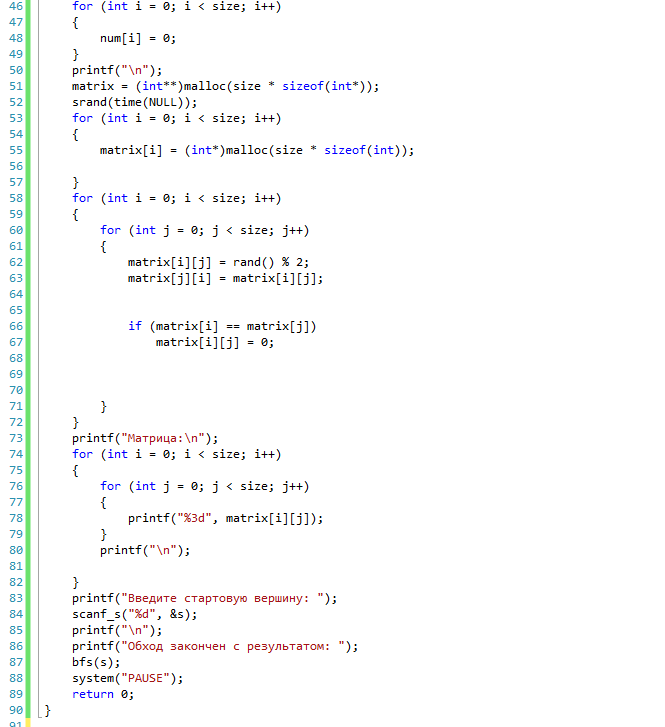 46 for (int i = 0; i < size; i++)
47 {
48 num[i] = 0;
49 }
50 printf("\n");
51 matrix = (int**)malloc(size * sizeof(int*));
52 srand(time(NULL));
53 for (int i = 0; i < size; i++)
54 {
55 matrix[i] = (int*)malloc(size * sizeof(int));
56
57 }
58 for (int i = 0; i < size; i++)
59 {
60 for (int j = 0; j < size; j++)
61 {
62 matrix[i][j] = rand() % 2;
63 matrix[j][i] = matrix[i][j];
64
65
66 if (matrix[i] == matrix[j])
67 matrix[i][j] = 0;
68
69
70
71 }
72 }
73 printf("Матрица:\n");
74 for (int i = 0; i < size; i++)
75 {
76 for (int j = 0; j < size; j++)
77 {
78 printf("%3d", matrix[i][j]);
79 }
80 printf("\n");
81
82 }
83 printf("Введите стартовую вершину: ");
84 scanf_s("%d", &s);
85 printf("\n");
86 printf("Обход закончен с результатом: ");
87 bfs(s);
88 system("PAUSE");
89 return 0;
90 }
91